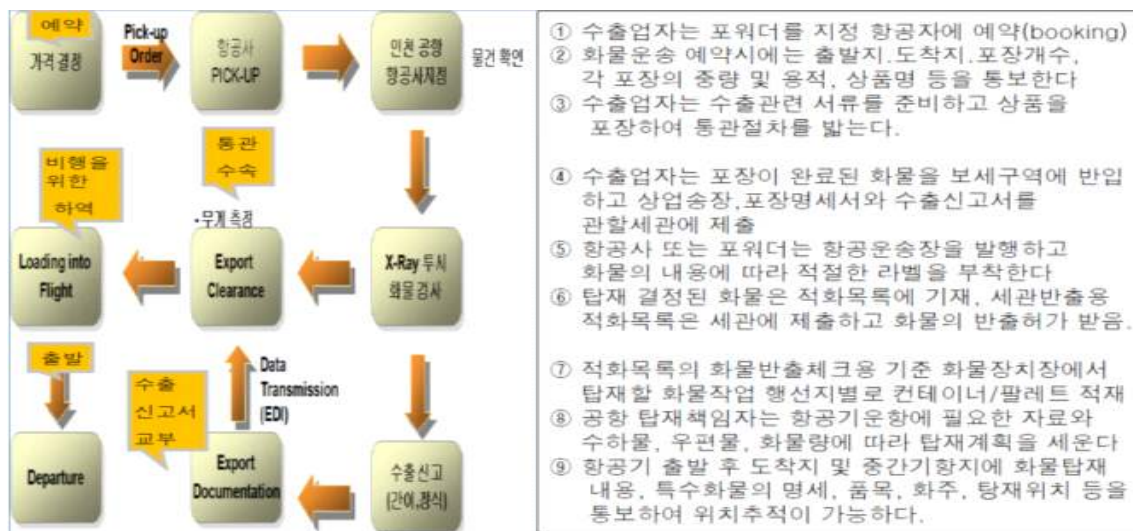 예약
가격 결정
Pick-up
Order
항공사
PICK-UP
인천 공항
항공사지점
물건 확연
비행을
위한
하역
통관
수속
•무게 측정
Loading into
Flight
Export
Clearance
X-Ray 투시
화물 검사
출발
수출
신고서
교부
Data
Transmission
(EDI)
Departure
Export
Documentation
수출 신고
(간이,정식)
① 수출업자는 포워더를 지정 항공자에 예약(booking)
② 화물운송 예약시에는 출발지.도착지.포장개수,
각 포장의 중량 및 용적, 상품명 등을 통보한다
③ 수출업자는 수출관련 서류를 준비하고 상품을
포장하여 통관절차를 밟는다.
④ 수출업자는 포장이 완료된 화물을 보세구역에 반입
하고 상업송장,포장명세서와 수출신고서를
관할세관에 제출
⑤ 항공사 또는 포워더는 항공운송장을 발행하고
화물의 내용에 따라 적절한 라벨을 부착한다
⑥ 탑재 결정된 화물은 적화목록에 기재, 세관반출용
적화목록은 세관에 제출하고 화물의 반출허가 받음.
⑦ 적화목록의 화물반출체크용 기준 화물장치장에서
탑재할 화물작업 행선지별로 컨테이너/팔레트 적재
⑧ 공항 탑재책임자는 항공기운항에 필요한 자료와
수하물, 우편물, 화물량에 따라 탑재계획을 세운다
⑨ 항공기 출발 후 도착지 및 중간기항지에 화물탑재
내용, 특수화물의 명세, 품목, 화주, 탕재위치 등을
통보하여 위치추적이 가능하다.